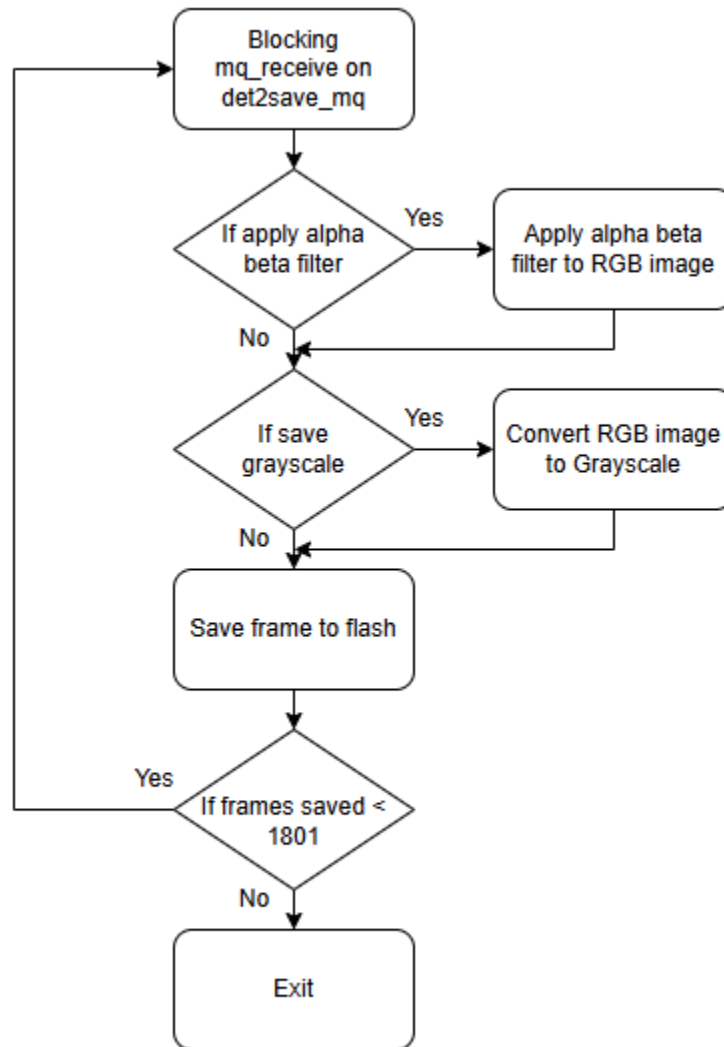 Blocking
mq_receive on
det2save_mq
If apply alpha
beta filter
Yes
Apply alpha beta
filter to RGB image
No
If save
grayscale
Yes
Convert RGB image
to Grayscale
No
Save frame to flash
Yes
If frames saved <
1801
No
Exit